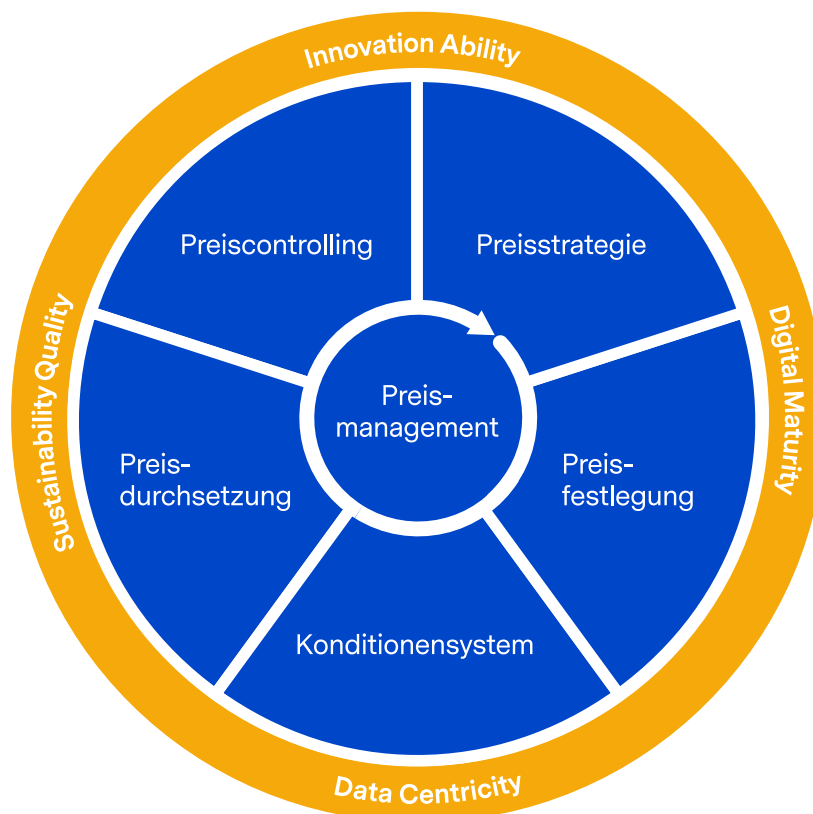 Innovation Ability
Preiscontrolling
Preisstrategie
Sustainability Quality
Digital Maturity
Preis-
management
Preis-
durchsetzung
Preis-
festlegung
Konditionensystem
Data Centricity